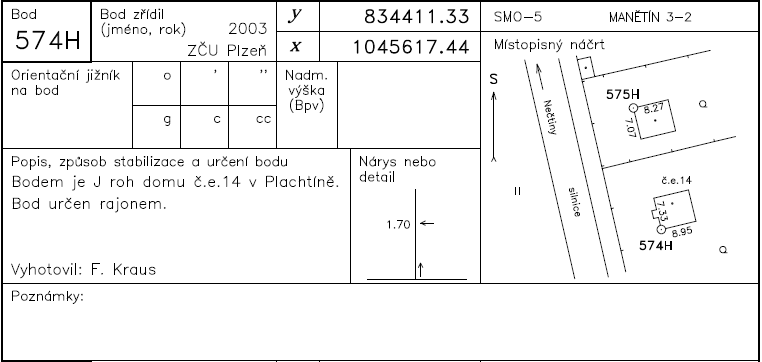 Bod
574H
Bod zřídil
(jméno, rok) 2003
ZČU Plzeň
y 834411.33
x 1045617.44
SMO-5 MANĚTÍN 3-2
Orientační jižník
na bod
o ' ''
g c cc
Nadm.
výška
(Bpv)
Místopisný náčrt
S
Nečtiny
silnice
575H
8.27
7.07
č.e.14
7.33
8.95
574H
Popis, způsob stabilizace a určení bodu
Bodem je J roh domu č.e.14 v Plachtíně.
Bod určen rajonem.
Vyhotovil: F. Kraus
Nárys nebo
detail
1.70
Poznámky: